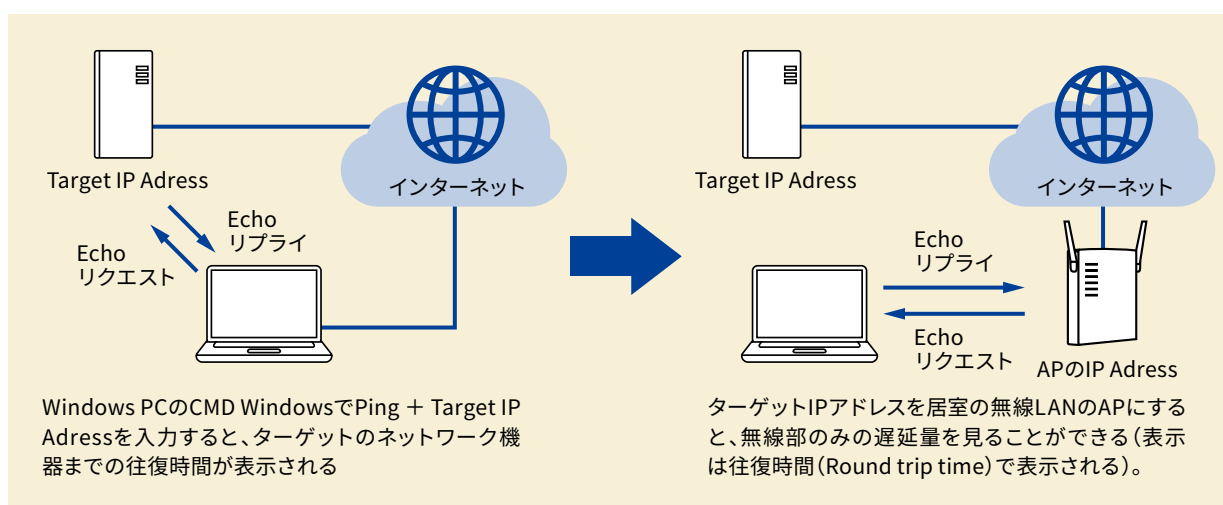 インターネット
Target IP Adress
Echo
リプライ
Echo
リクエスト
Windows PCのCMD WindowsでPing + Target IP
Adressを入力すると、ターゲットのネットワーク機
器までの往復時間が表示される
インターネット
Target IP Adress
Echo
リプライ
Echo
リクエスト
APのIP Adress
ターゲットIPアドレスを居室の無線LANのAPにする
と、無線部のみの遅延量を見ることができる(表示
は往復時間(Round trip time)で表示される)。